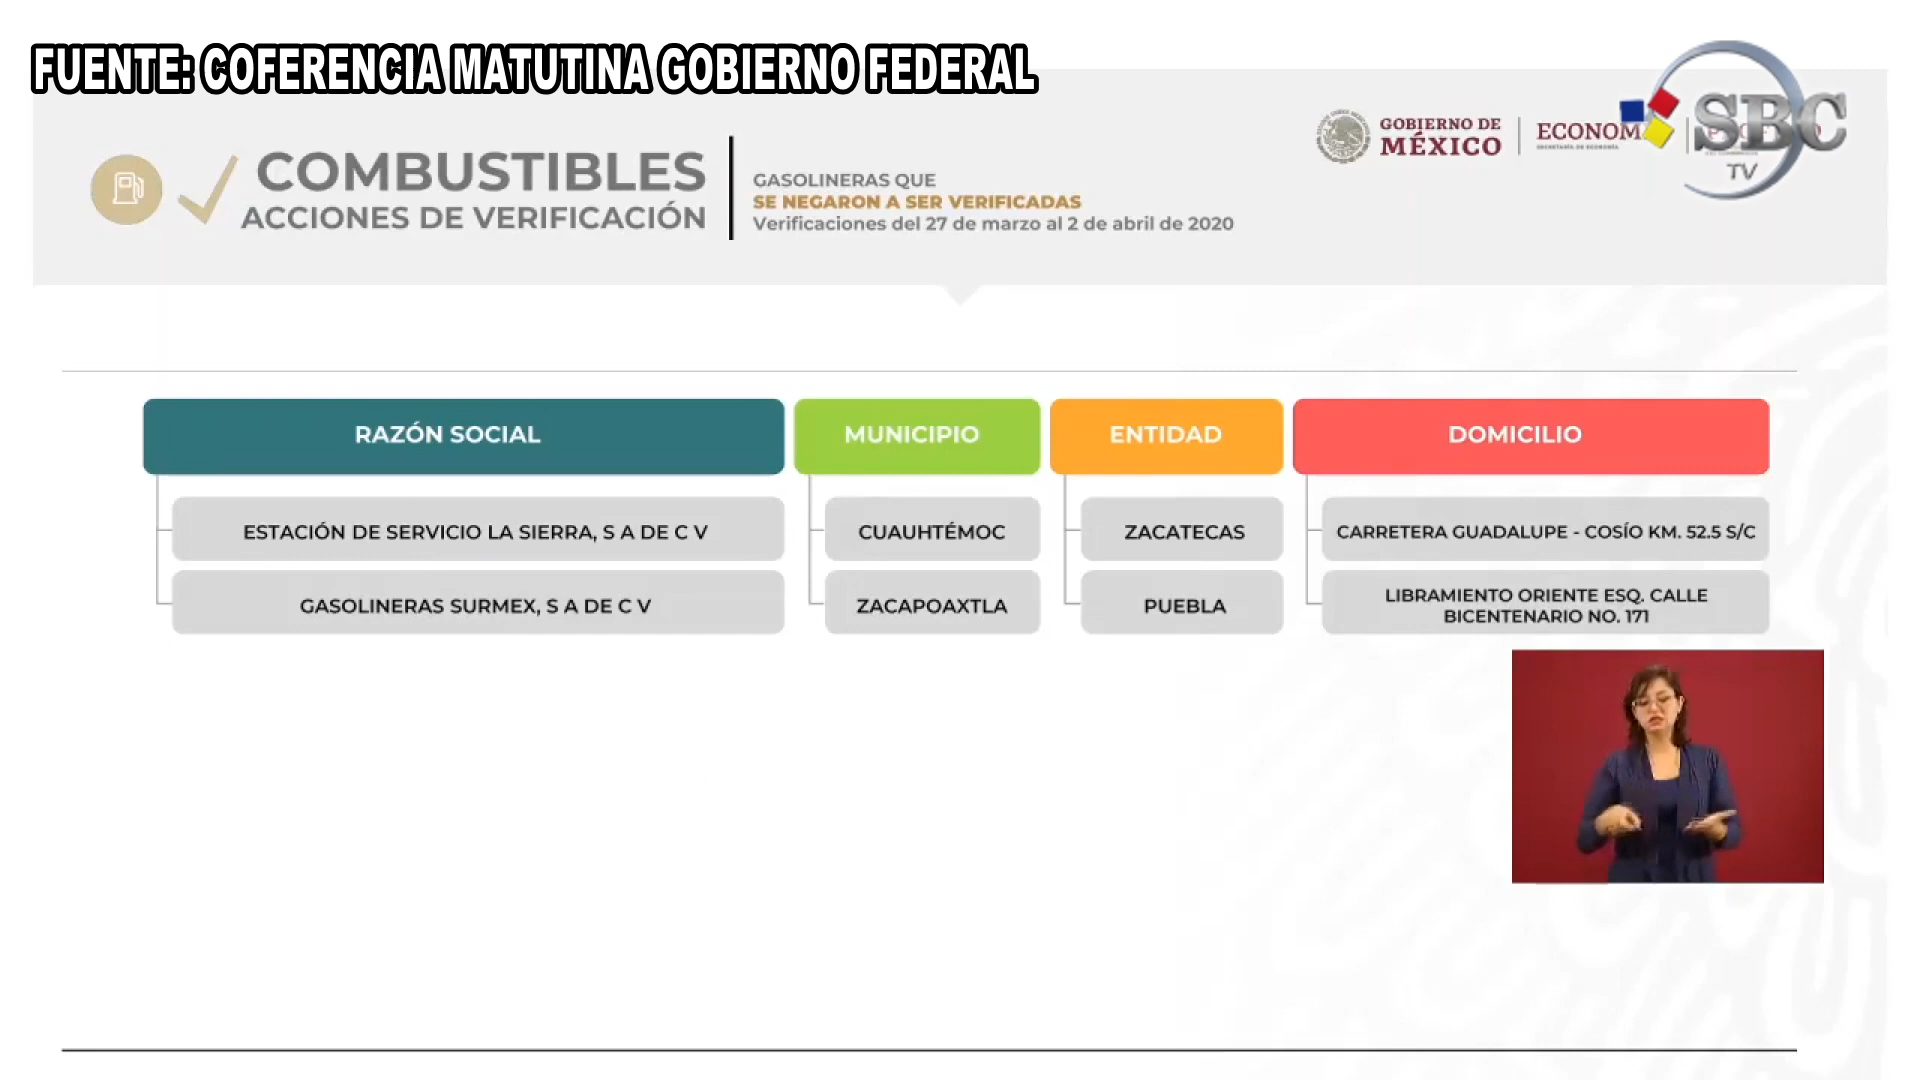 FUENTE: COFERENCIA MATUTINA GOBIERNO FEDERAL
COMBUSTIBLES
ACCIONES DE VERIFICACIÓN
GASOLINERAS QUE
SE NEGARON A SER VERIFICADAS
Verificaciones del 27 de marzo al 2 de abril de 2020
GOBIERNO DE
MÉXICO
ECONOM
SECRETARÍA DE ECONOMÍA
SBC
TV
RAZÓN SOCIAL
MUNICIPIO
ENTIDAD
DOMICILIO
ESTACIÓN DE SERVICIO LA SIERRA, S A DE C V
CUAUHTÉMOC
ZACATECAS
CARRETERA GUADALUPE - COSÍO KM. 52.5 S/C
GASOLINERAS SURMEX, S A DE C V
ZACAPOAXTLA
PUEBLA
LIBRAMIENTO ORIENTE ESQ. CALLE
BICENTENARIO NO. 171